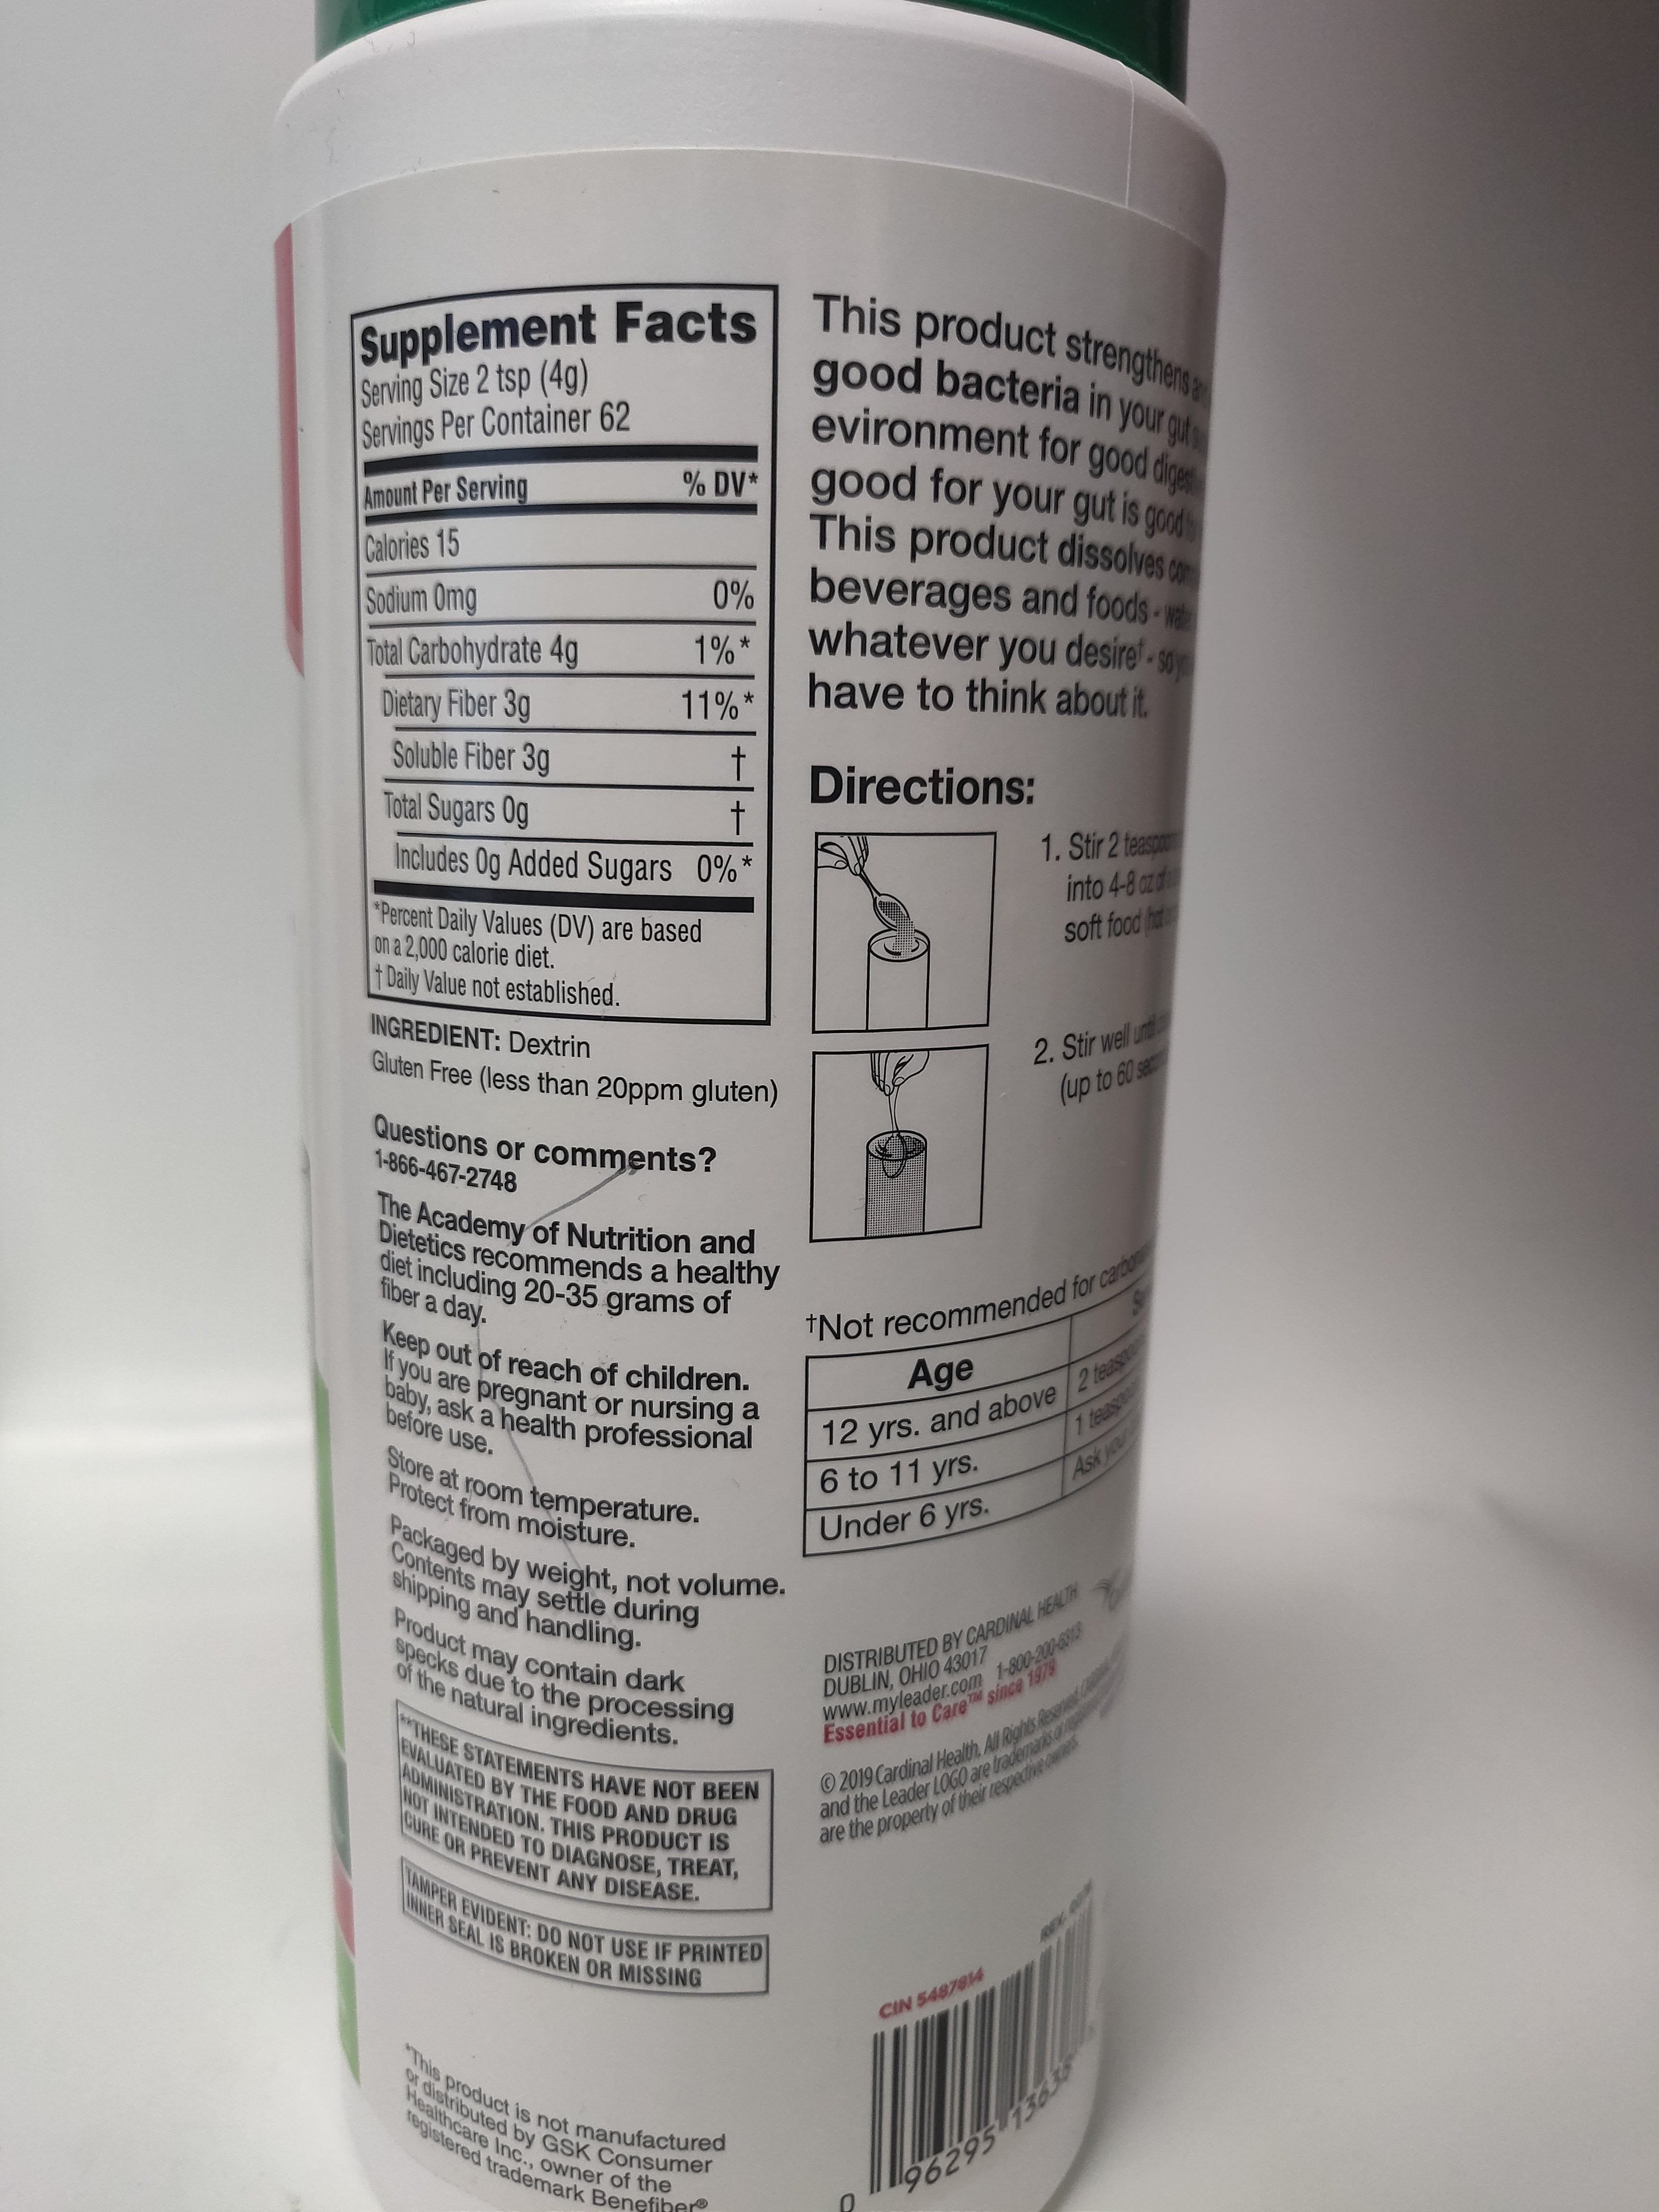 Supplement Facts
Serving Size 2 tsp (4g)
Servings Per Container 62
Amount Per Serving % DV*
Calories 15
Sodium 0mg 0%
Total Carbohydrate 4g 1%*
Dietary Fiber 3g 11%*
Soluble Fiber 3g †
Total Sugars 0g †
Includes 0g Added Sugars 0%*
*Percent Daily Values (DV) are based
on a 2,000 calorie diet.
† Daily Value not established.
INGREDIENT: Dextrin
Gluten Free (less than 20ppm gluten)
Questions or comments?
1-866-467-2748
The Academy of Nutrition and
Dietetics recommends a healthy
diet including 20-35 grams of
fiber a day.
Keep out of reach of children.
If you are pregnant or nursing a
baby, ask a health professional
before use.
Store at room temperature.
Protect from moisture.
Packaged by weight, not volume.
Contents may settle during
shipping and handling.
Product may contain dark
specks due to the processing
of the natural ingredients.
**THESE STATEMENTS HAVE NOT BEEN
EVALUATED BY THE FOOD AND DRUG
ADMINISTRATION. THIS PRODUCT IS
NOT INTENDED TO DIAGNOSE, TREAT,
CURE OR PREVENT ANY DISEASE.
TAMPER EVIDENT: DO NOT USE IF PRINTED
INNER SEAL IS BROKEN OR MISSING
*This product is not manufactured
or distributed by GSK Consumer
Healthcare Inc., owner of the
registered trademark Benefiber®
This product strengthens
good bacteria in your gut
evironment for good
good for your gut is good
This product dissolves
beverages and foods -
whatever you desire† - so
have to think about it.
Directions:
1. Stir 2
into 4-8 oz of
soft food
2. Stir well until
(up to 60
†Not recommended for
Age
12 yrs. and above 2
6 to 11 yrs. 1
Under 6 yrs. Ask
DISTRIBUTED BY CARDINAL HEALTH
DUBLIN, OHIO 43017
www.myleader.com 1-800-200-6313
Essential to Care™ since 1979
© 2019 Cardinal Health. All Rights Reserved.
and the Leader LOGO are trademarks or
are the property of their respective owners.
CIN 5487814
0 96295 13638